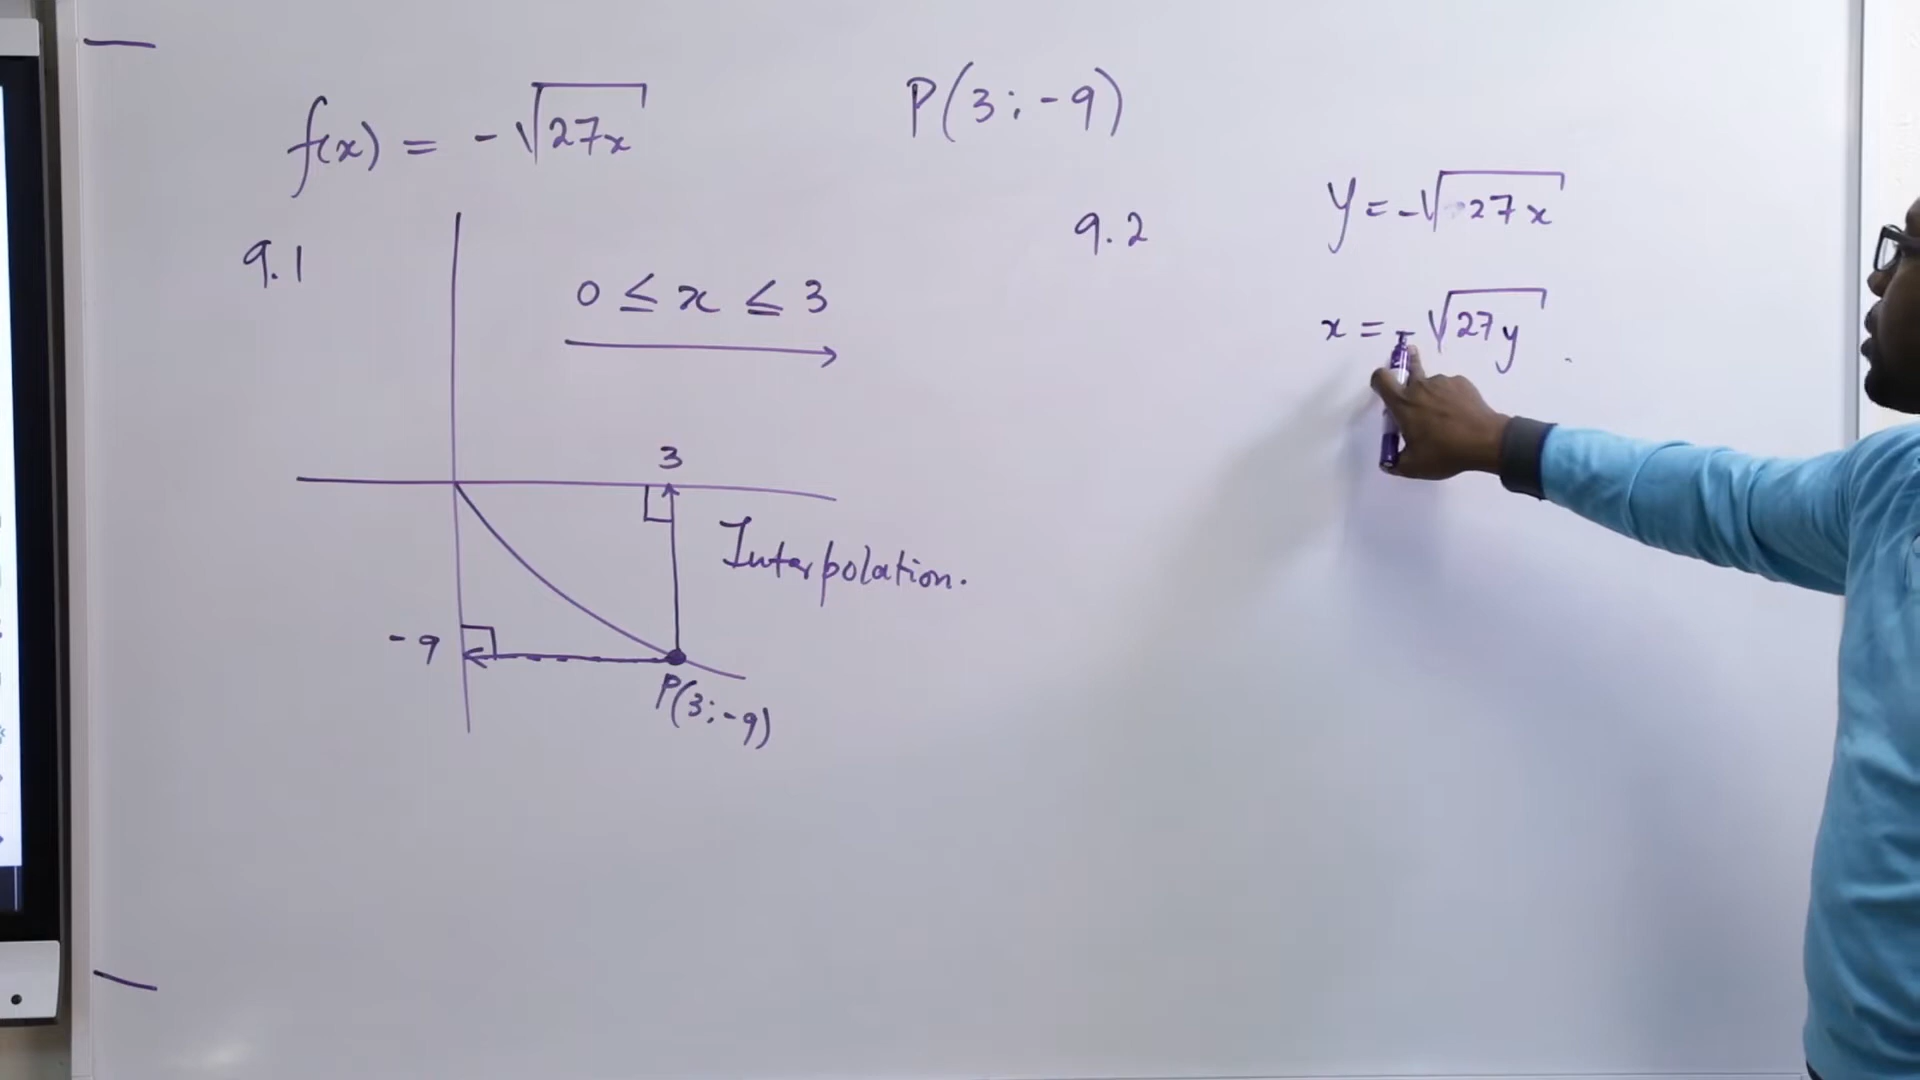 f(x) = -√27x
P(3;-9)
9.1
0 ≤ x ≤ 3
3
Interpolation.
-9
P(3;-9)
9.2
y = -√27x
x = -√27y